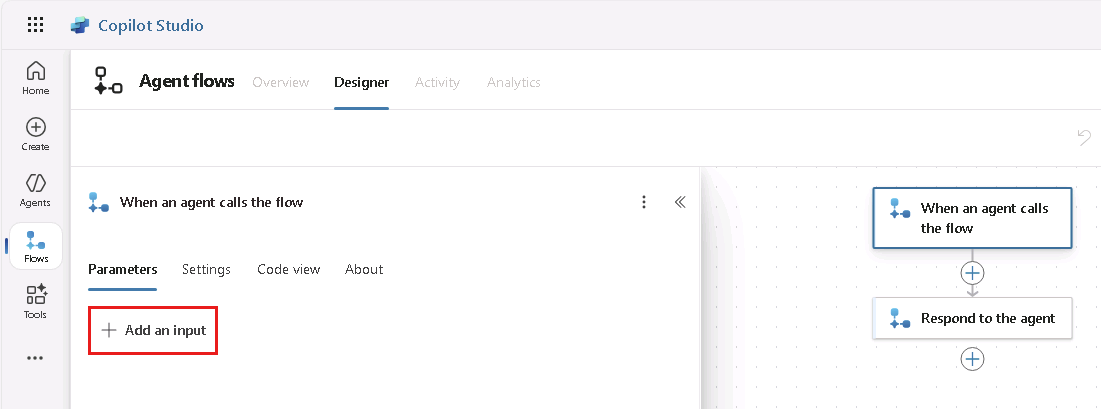 Copilot Studio
Home
Create
Agents
Flows
Tools
Agent flows
Overview
Designer
Activity
Analytics
When an agent calls the flow
Parameters
Settings
Code view
About
Add an input
When an agent calls
the flow
Respond to the agent